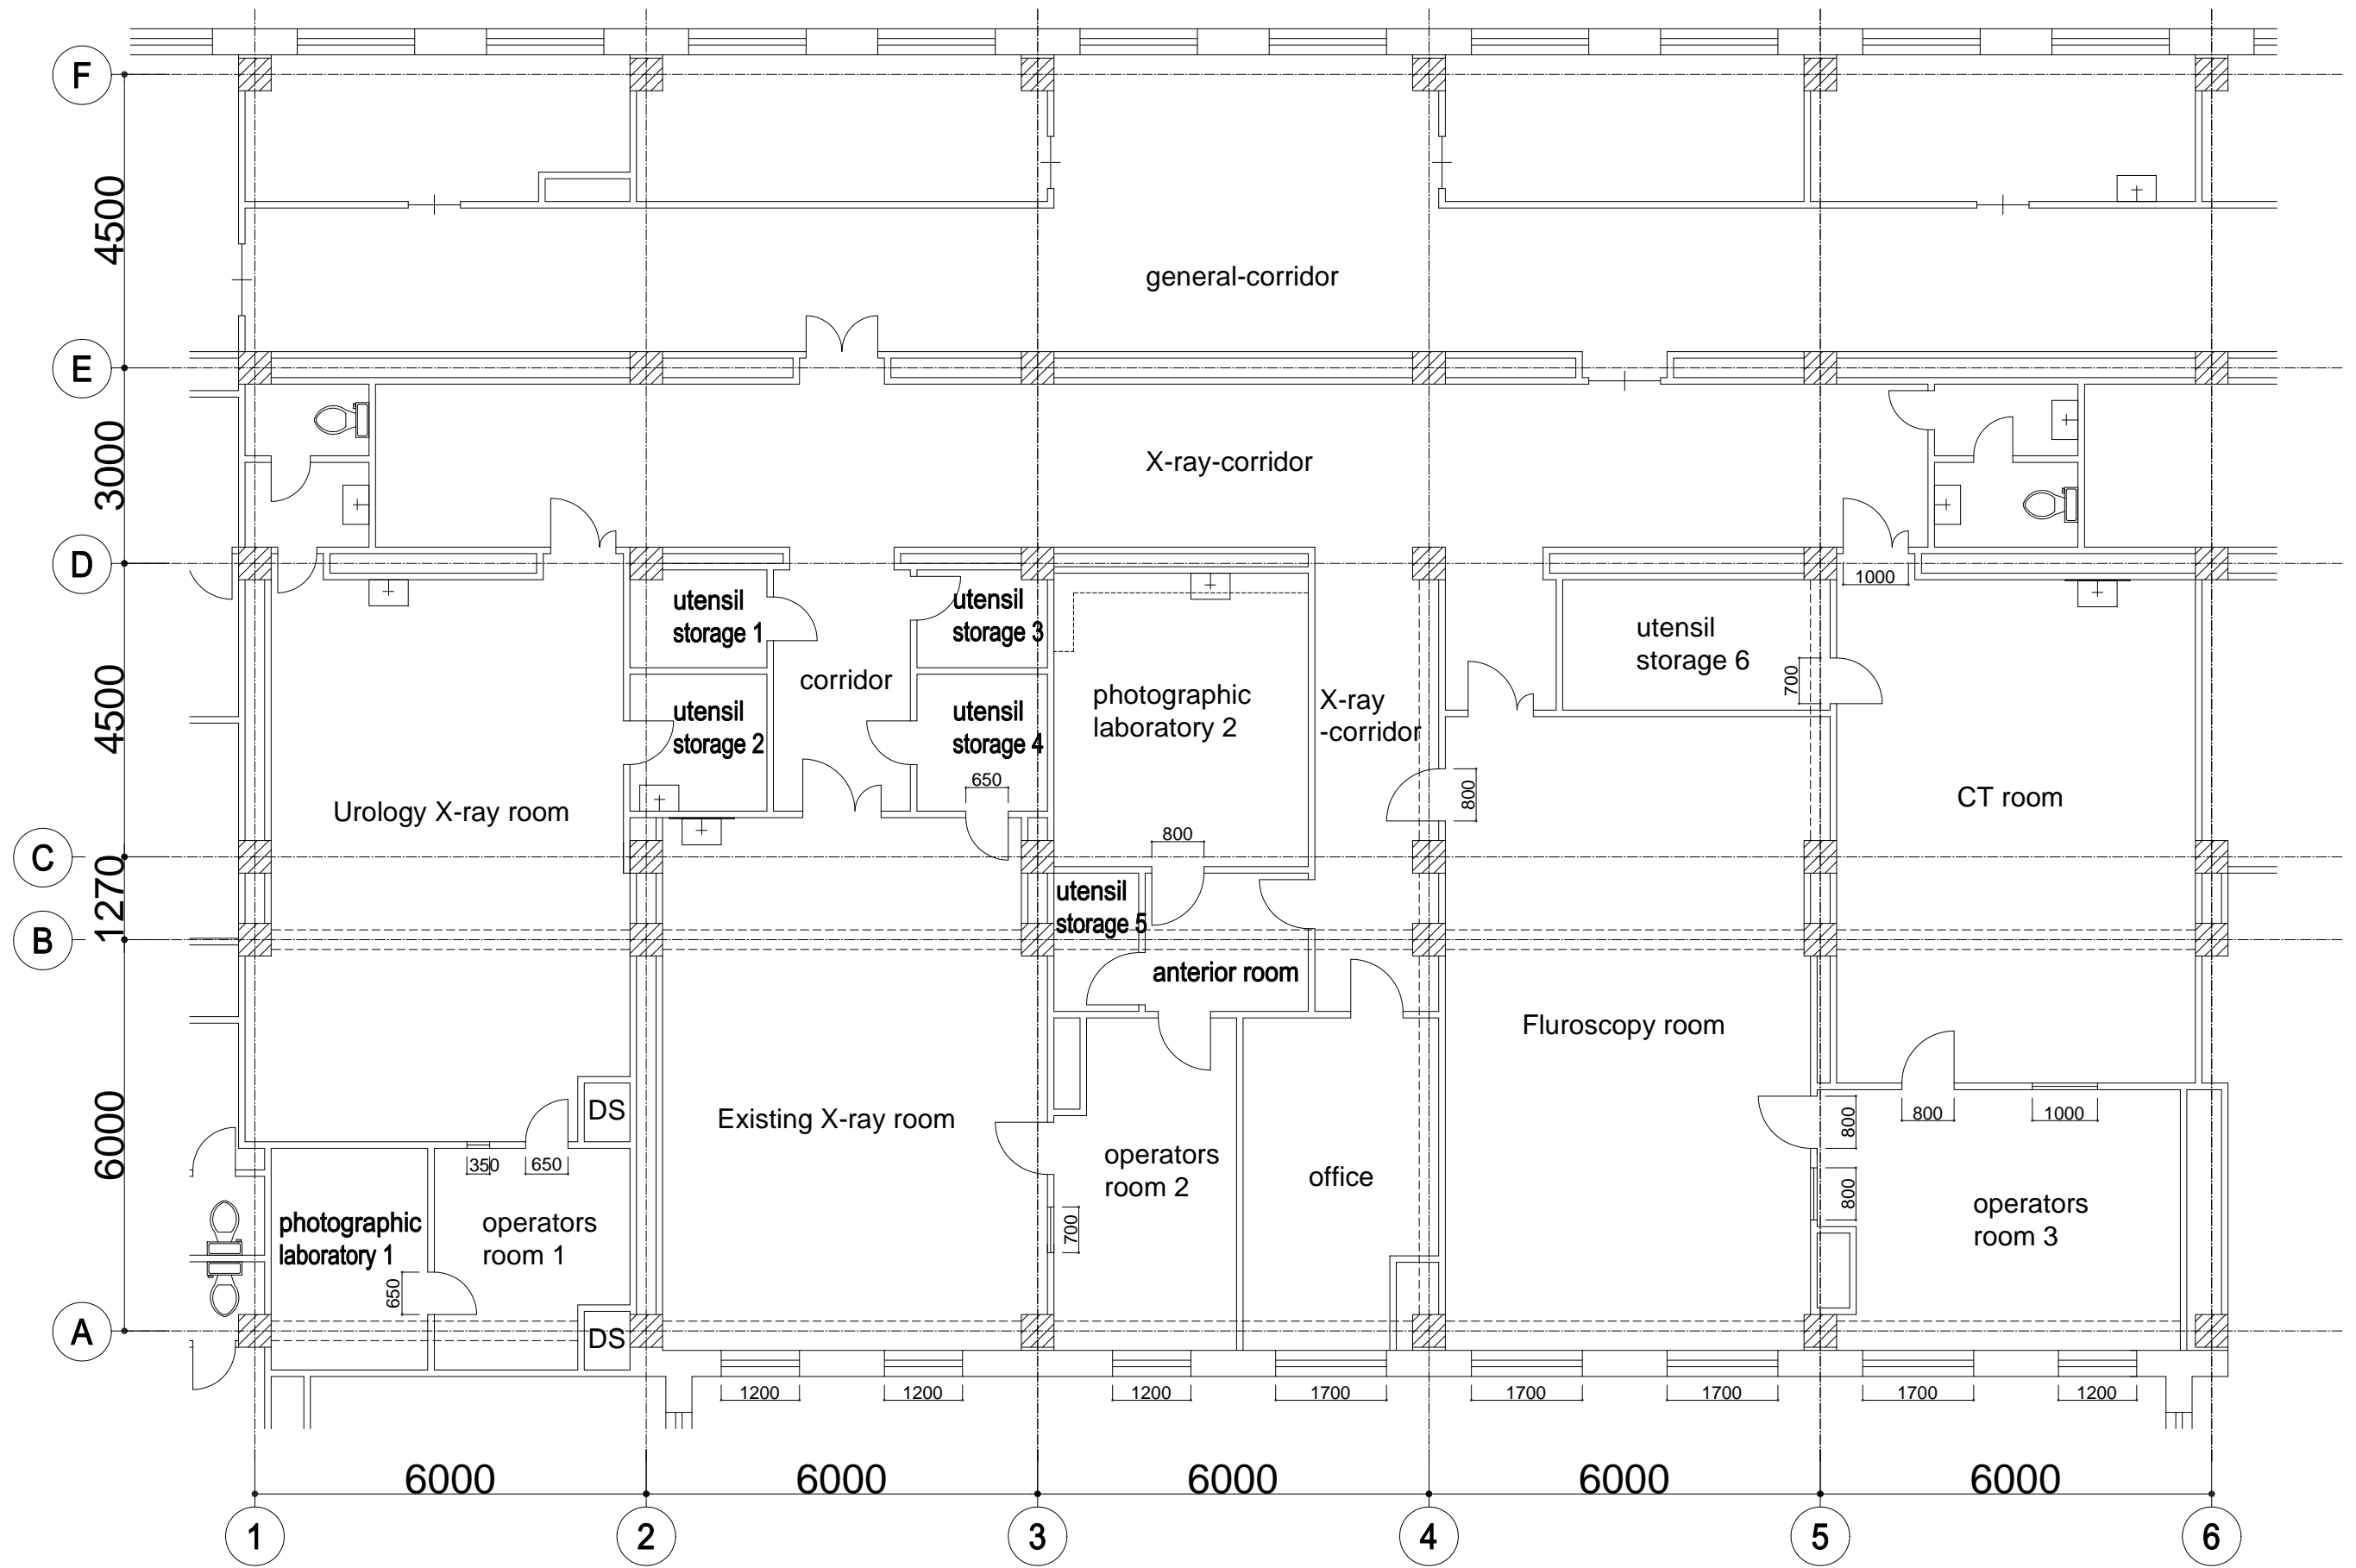 F
4500
general-corridor
E
3000
X-ray-corridor
D
1000
utensil
storage 1
utensil
storage 3
utensil
storage 6
700
corridor
photographic
laboratory 2
X-ray
-corridor
utensil
storage 2
utensil
storage 4
4500
650
800
Urology X-ray room
CT room
800
C
1270
utensil
storage 5
B
anterior room
Fluroscopy room
DS
Existing X-ray room
800
1000
800
6000
350
650
operators
room 2
office
800
photographic
laboratory 1
operators
room 1
700
operators
room 3
650
A
DS
1200
1200
1200
1700
1700
1700
1700
1200
6000
6000
6000
6000
6000
1
2
3
4
5
6